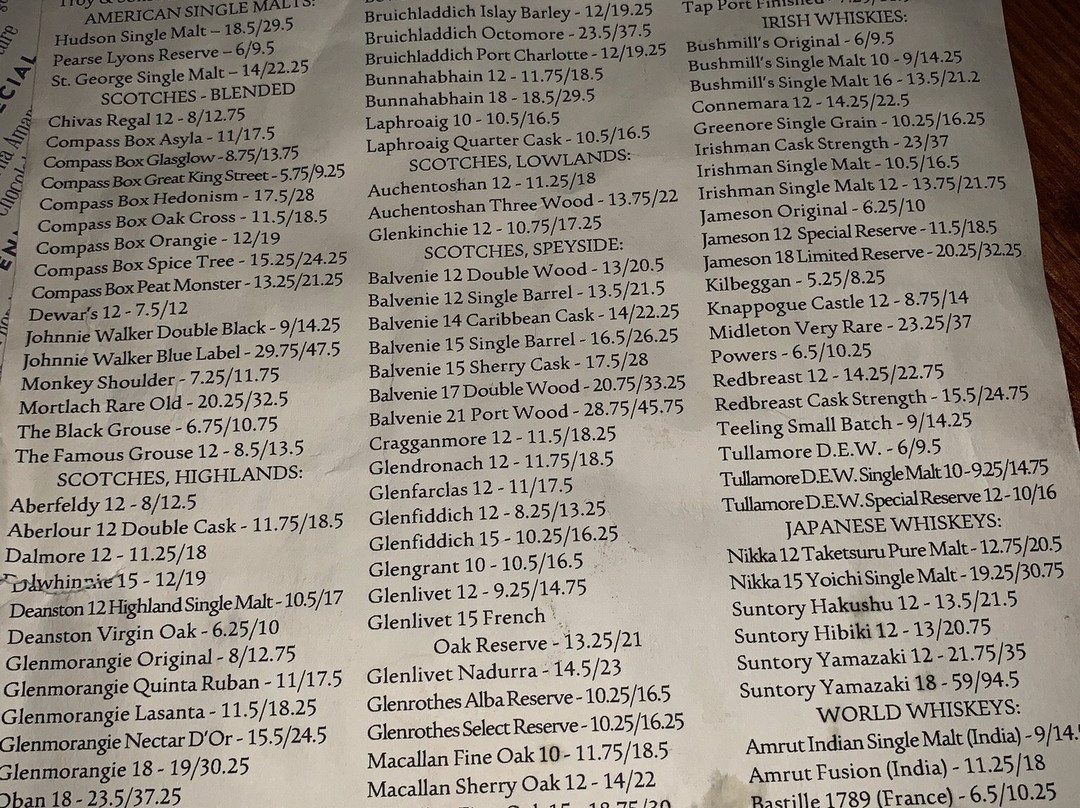 AMERICAN SINGLE MALTS:
Hudson Single Malt – 18.5/29.5
Pearse Lyons Reserve – 6/9.5
St. George Single Malt – 14/22.25
SCOTCHES - BLENDED
Chivas Regal 12 - 8/12.75
Compass Box Asyla - 11/17.5
Compass Box Glasglow - 8.75/13.75
Compass Box Great King Street - 5.75/9.25
Compass Box Hedonism - 17.5/28
Compass Box Oak Cross - 11.5/18.5
Compass Box Orangie - 12/19
Compass Box Spice Tree - 15.25/24.25
Compass Box Peat Monster - 13.25/21.25
Dewar's 12 - 7.5/12
Johnnie Walker Double Black - 9/14.25
Johnnie Walker Blue Label - 29.75/47.5
Monkey Shoulder - 7.25/11.75
Mortlach Rare Old - 20.25/32.5
The Black Grouse - 6.75/10.75
The Famous Grouse 12 - 8.5/13.5
SCOTCHES, HIGHLANDS:
Aberfeldy 12 - 8/12.5
Aberlour 12 Double Cask - 11.75/18.5
Dalmore 12 - 11.25/18
Dalwhinnie 15 - 12/19
Deanston 12 Highland Single Malt - 10.5/17
Deanston Virgin Oak - 6.25/10
Glenmorangie Original - 8/12.75
Glenmorangie Quinta Ruban - 11/17.5
Glenmorangie Lasanta - 11.5/18.25
Glenmorangie Nectar D'Or - 15.5/24.5
Glenmorangie 18 - 19/30.25
Oban 18 - 23.5/37.25
Bruichladdich Islay Barley - 12/19.25
Bruichladdich Octomore - 23.5/37.5
Bruichladdich Port Charlotte - 12/19.25
Bunnahabhain 12 - 11.75/18.5
Bunnahabhain 18 - 18.5/29.5
Laphroaig 10 - 10.5/16.5
Laphroaig Quarter Cask - 10.5/16.5
SCOTCHES, LOWLANDS:
Auchentoshan 12 - 11.25/18
Auchentoshan Three Wood - 13.75/22
Glenkinchie 12 - 10.75/17.25
SCOTCHES, SPEYSIDE:
Balvenie 12 Double Wood - 13/20.5
Balvenie 12 Single Barrel - 13.5/21.5
Balvenie 14 Caribbean Cask - 14/22.25
Balvenie 15 Single Barrel - 16.5/26.25
Balvenie 15 Sherry Cask - 17.5/28
Balvenie 17 Double Wood - 20.75/33.25
Balvenie 21 Port Wood - 28.75/45.75
Cragganmore 12 - 11.5/18.25
Glendronach 12 - 11.75/18.5
Glenfarclas 12 - 11/17.5
Glenfiddich 12 - 8.25/13.25
Glenfiddich 15 - 10.25/16.25
Glengrant 10 - 10.5/16.5
Glenlivet 12 - 9.25/14.75
Glenlivet 15 French
Oak Reserve - 13.25/21
Glenlivet Nadurra - 14.5/23
Glenrothes Alba Reserve - 10.25/16.5
Glenrothes Select Reserve - 10.25/16.25
Macallan Fine Oak 10 - 11.75/18.5
Macallan Sherry Oak 12 - 14/22
Tap Port Finished
IRISH WHISKIES:
Bushmill's Original - 6/9.5
Bushmill's Single Malt 10 - 9/14.25
Bushmill's Single Malt 16 - 13.5/21.2
Connemara 12 - 14.25/22.5
Greenore Single Grain - 10.25/16.25
Irishman Cask Strength - 23/37
Irishman Single Malt - 10.5/16.5
Irishman Single Malt 12 - 13.75/21.75
Jameson Original - 6.25/10
Jameson 12 Special Reserve - 11.5/18.5
Jameson 18 Limited Reserve - 20.25/32.25
Kilbeggan - 5.25/8.25
Knappogue Castle 12 - 8.75/14
Midleton Very Rare - 23.25/37
Powers - 6.5/10.25
Redbreast 12 - 14.25/22.75
Redbreast Cask Strength - 15.5/24.75
Teeling Small Batch - 9/14.25
Tullamore D.E.W. - 6/9.5
Tullamore D.E.W. Single Malt 10 - 9.25/14.75
Tullamore D.E.W. Special Reserve 12 - 10/16
JAPANESE WHISKEYS:
Nikka 12 Taketsuru Pure Malt - 12.75/20.5
Nikka 15 Yoichi Single Malt - 19.25/30.75
Suntory Hakushu 12 - 13.5/21.5
Suntory Hibiki 12 - 13/20.75
Suntory Yamazaki 12 - 21.75/35
Suntory Yamazaki 18 - 59/94.5
WORLD WHISKEYS:
Amrut Indian Single Malt (India) - 9/14.
Amrut Fusion (India) - 11.25/18
Bastille 1789 (France) - 6.5/10.25